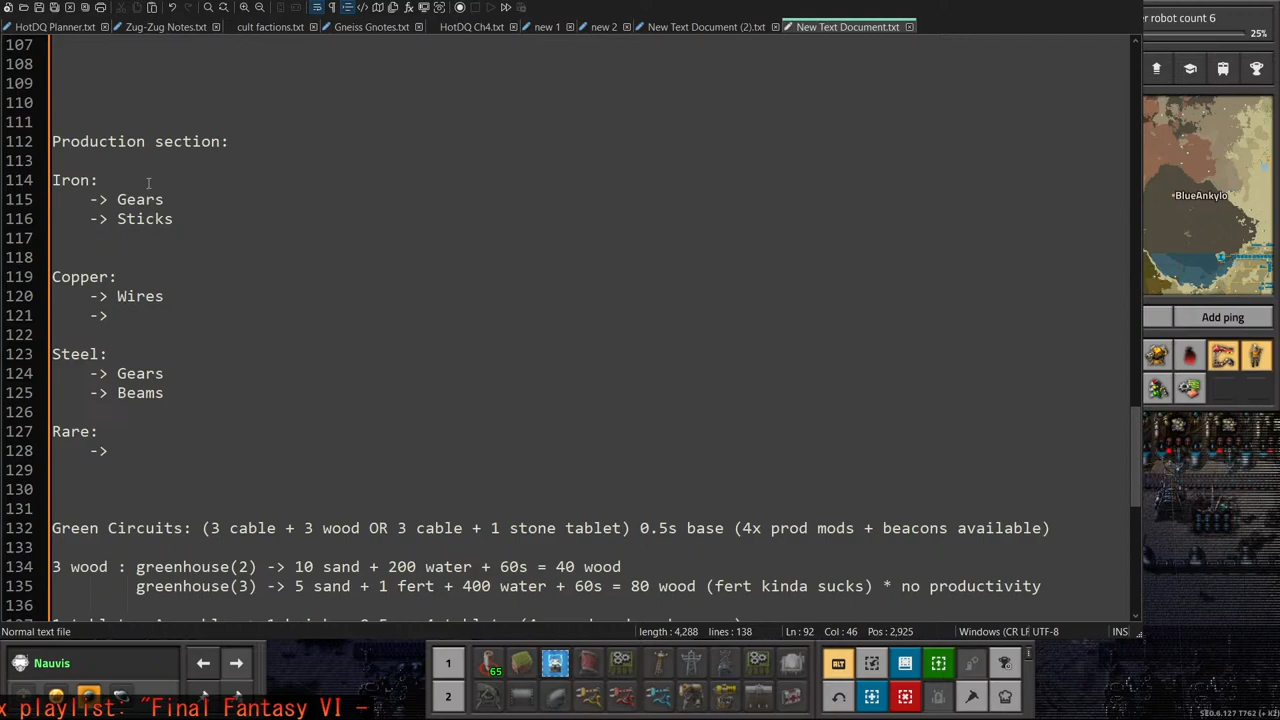 r robot count 6
HotDQ Planner.txt Zug-Zug Notes.txt cult factions.txt Gneiss Gnotes.txt HotDQ Ch4.txt new 1 new 2 New Text Document (2).txt New Text Document.txt
25%
107
108
109
110
111
112 Production section:
113
114 Iron:
115 -> Gears
116 -> Sticks
117
118
119 Copper:
120 -> Wires
121 ->
122
123 Steel:
124 -> Gears
125 -> Beams
126
127 Rare:
128 ->
129
130
131
132 Green Circuits: (3 cable + 3 wood OR 3 cable + 1 stone tablet) 0.5s base (4x prod mods + beacons available)
133
134 3 wood : greenhouse(2) -> 10 sand + 200 water + 60s = 40 wood
135 greenhouse(3) -> 5 sand + 1 fert + 400 water + 60s = 80 wood (fert kinda sucks) * no productivity
136
BlueAnkylo
Add ping
Normal text file length : 4,288 lines : 138 Ln : 92 Col : 46 Pos : 2,925 Windows (CR LF UTF-8 INS
Nauvis
1
65
ALT
2
x playlist: "Final Fantasy VI -
SE0.6.127 T762 (+ K2)